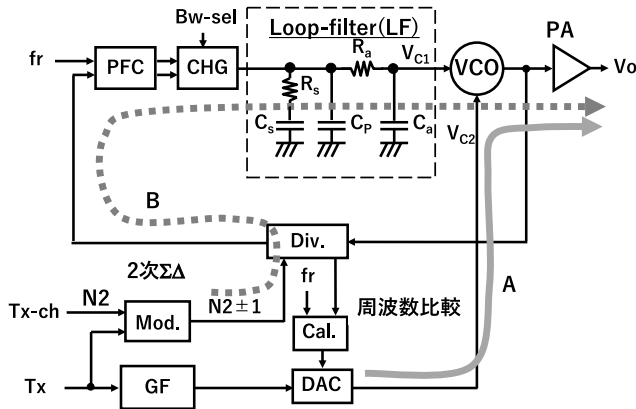 Bw-sel
Loop-filter(LF)
fr
PFC
CHG
Rs
Ra
VC1
VCO
PA
Vo
Cs
CP
Ca
VC2
B
Div.
A
2次ΣΔ
fr
周波数比較
Tx-ch
N2
Mod.
N2±1
Cal.
Tx
GF
DAC